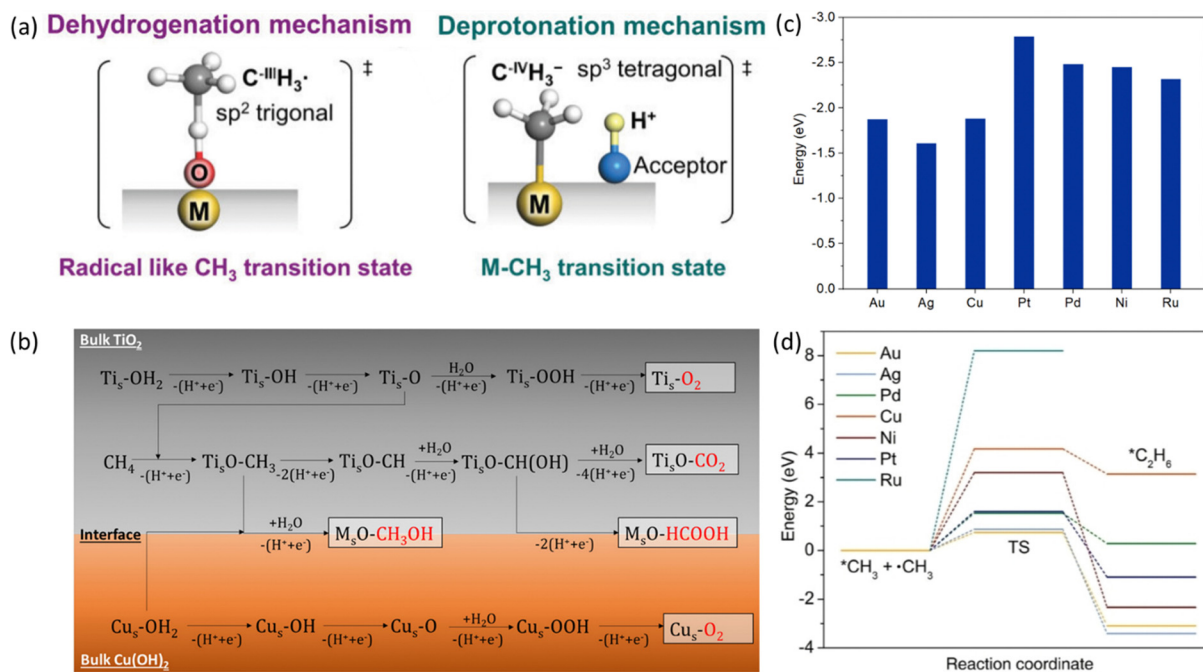 (a)
Dehydrogenation mechanism
C⁻ᴵᴵᴵH₃·
sp² trigonal
‡
O
M
Radical like CH₃ transition state
Deprotonation mechanism
C⁻ᴵⱽH₃⁻ sp³ tetragonal
‡
H⁺
Acceptor
M
M-CH₃ transition state
(b)
Bulk TiO₂
Tiₛ-OH₂ -(H⁺+e⁻) Tiₛ-OH -(H⁺+e⁻) Tiₛ-O H₂O -(H⁺+e⁻) Tiₛ-OOH -(H⁺+e⁻) Tiₛ-O₂
CH₄ -(H⁺+e⁻) TiₛO-CH₃ -2(H⁺+e⁻) TiₛO-CH +H₂O -(H⁺+e⁻) TiₛO-CH(OH) +H₂O -4(H⁺+e⁻) TiₛO-CO₂
Interface +H₂O -(H⁺+e⁻) MₛO-CH₃OH -2(H⁺+e⁻) MₛO-HCOOH
Cuₛ-OH₂ -(H⁺+e⁻) Cuₛ-OH -(H⁺+e⁻) Cuₛ-O +H₂O -(H⁺+e⁻) Cuₛ-OOH -(H⁺+e⁻) Cuₛ-O₂
Bulk Cu(OH)₂
(c)
Energy (eV)
-3.0
-2.5
-2.0
-1.5
-1.0
-0.5
0.0
Au Ag Cu Pt Pd Ni Ru
(d)
Energy (eV)
8
6
4
2
0
-2
-4
Au
Ag
Pd
Cu
Ni
Pt
Ru
*C₂H₆
*CH₃ + ·CH₃
TS
Reaction coordinate